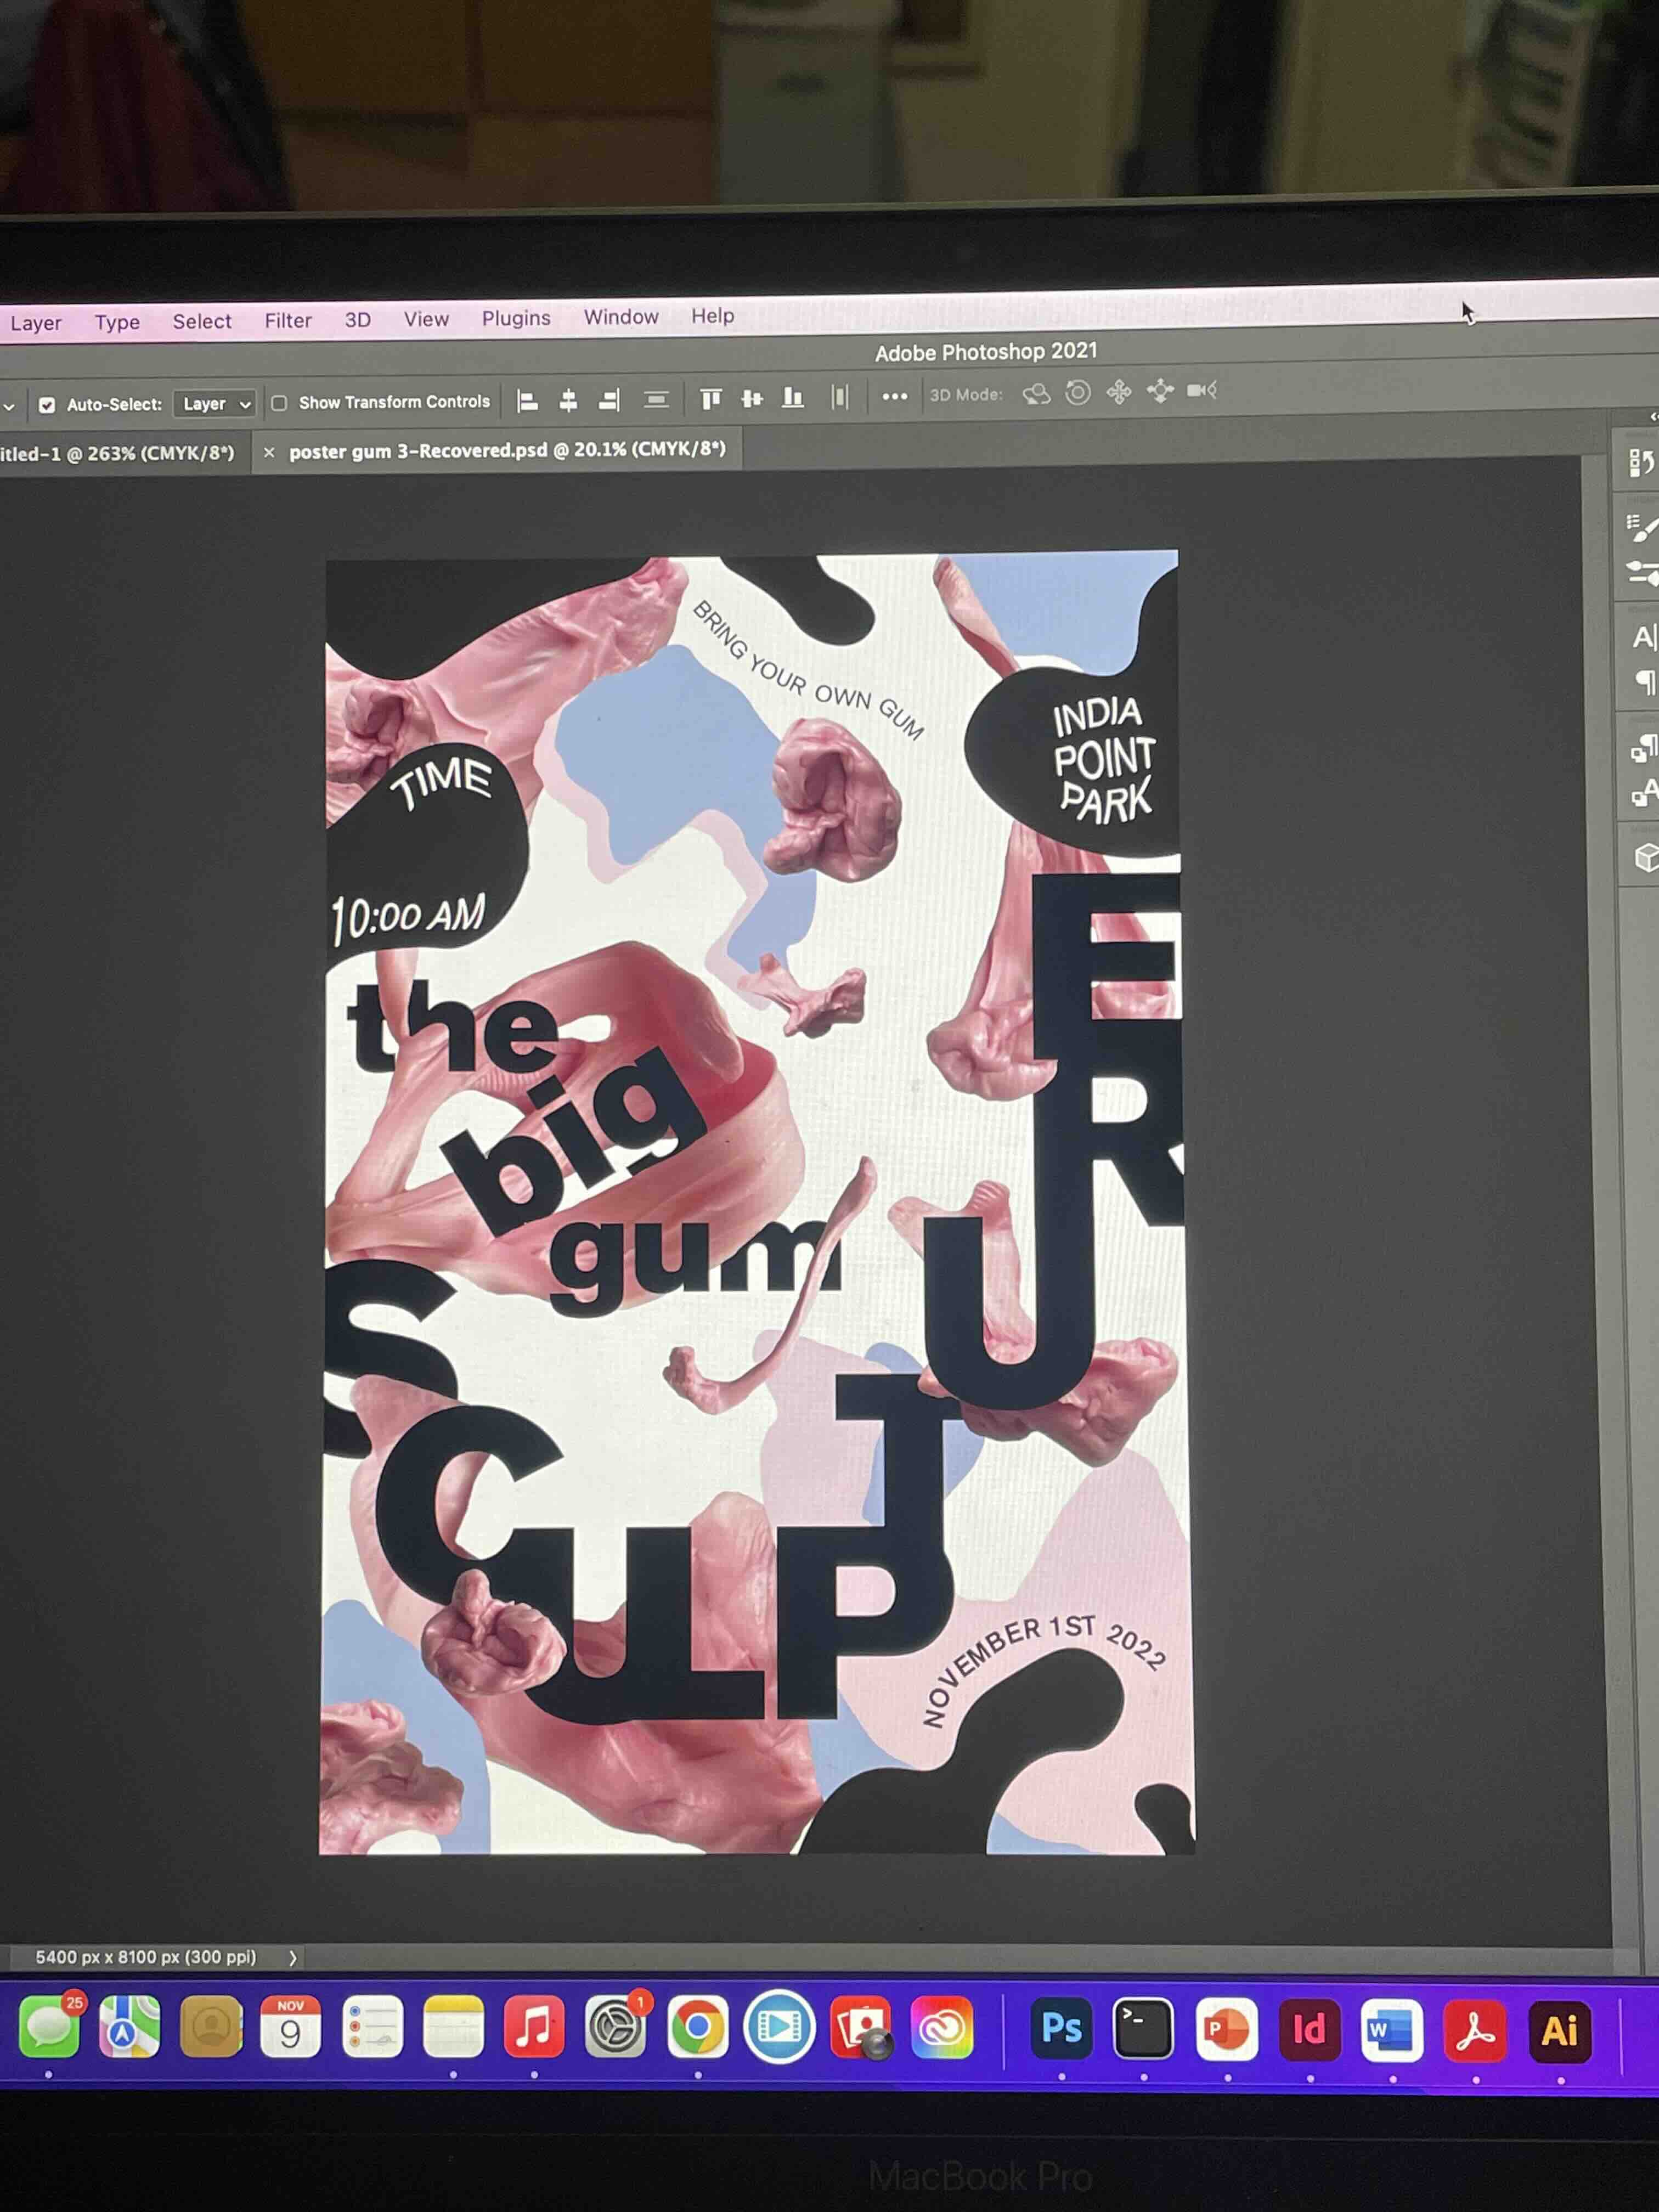 Layer Type Select Filter 3D View Plugins Window Help
Adobe Photoshop 2021
Auto-Select: Layer Show Transform Controls ••• 3D Mode:
itled-1 @ 263% (CMYK/8*) × poster gum 3-Recovered.psd @ 20.1% (CMYK/8*)
BRING YOUR OWN GUM
INDIA
POINT
PARK
TIME
10:00 AM
the
big
gum
SCULPTURE
NOVEMBER 1ST 2022
5400 px x 8100 px (300 ppi)
25
NOV
9
1
Ps
>-
P
Id
W
Ai
MacBook Pro